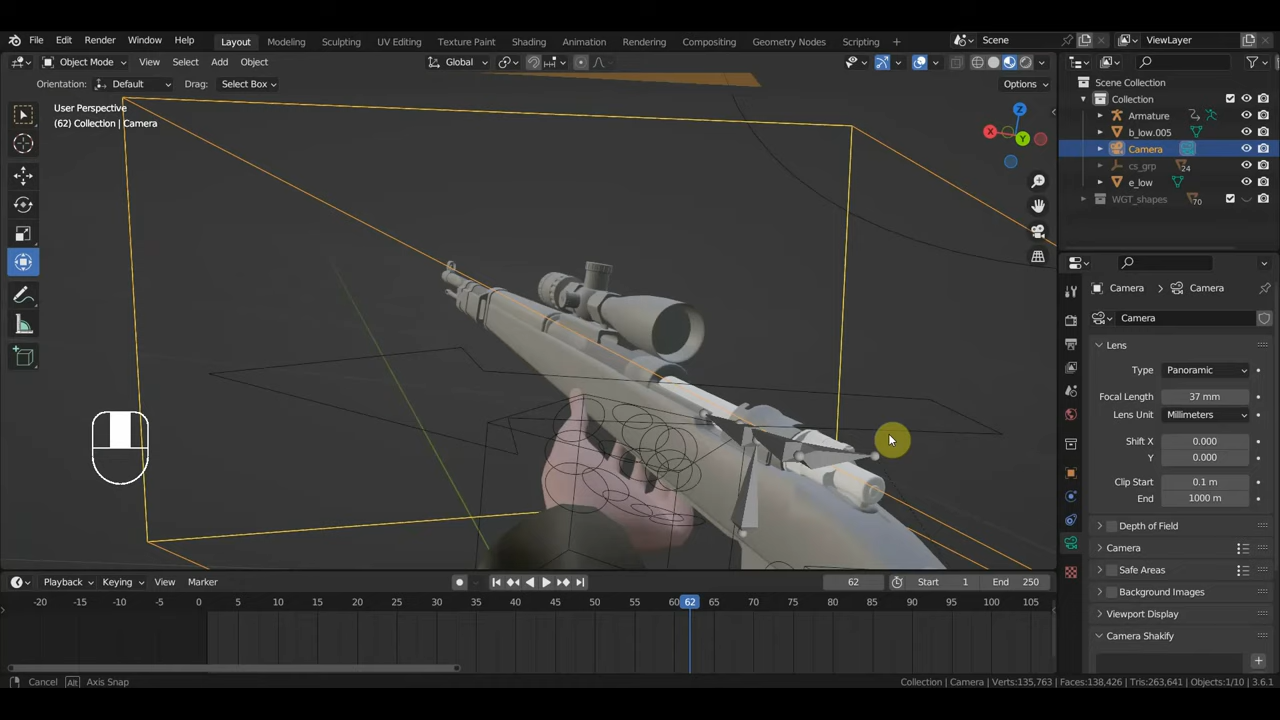 File Edit Render Window Help Layout Modeling Sculpting UV Editing Texture Paint Shading Animation Rendering Compositing Geometry Nodes Scripting + Scene ViewLayer
Object Mode View Select Add Object Global
Orientation: Default Drag: Select Box Options
User Perspective
(62) Collection | Camera
X
Y
Z
Scene Collection
Collection
Armature
b_low.005
Camera
cs_grp 24
e_low
WGT_shapes 70
Camera > Camera
Camera
Lens
Type Panoramic
Focal Length 37 mm
Lens Unit Millimeters
Shift X 0.000
Y 0.000
Clip Start 0.1 m
End 1000 m
Depth of Field
Camera
Safe Areas
Background Images
Viewport Display
Camera Shakify
Playback Keying View Marker 62 Start 1 End 250
-20 -15 -10 -5 0 5 10 15 20 25 30 35 40 45 50 55 60 62 65 70 75 80 85 90 95 100 105
Cancel Alt Axis Snap Collection | Camera | Verts:135,763 | Faces:138,426 | Tris:263,641 | Objects:1/10 | 3.6.1